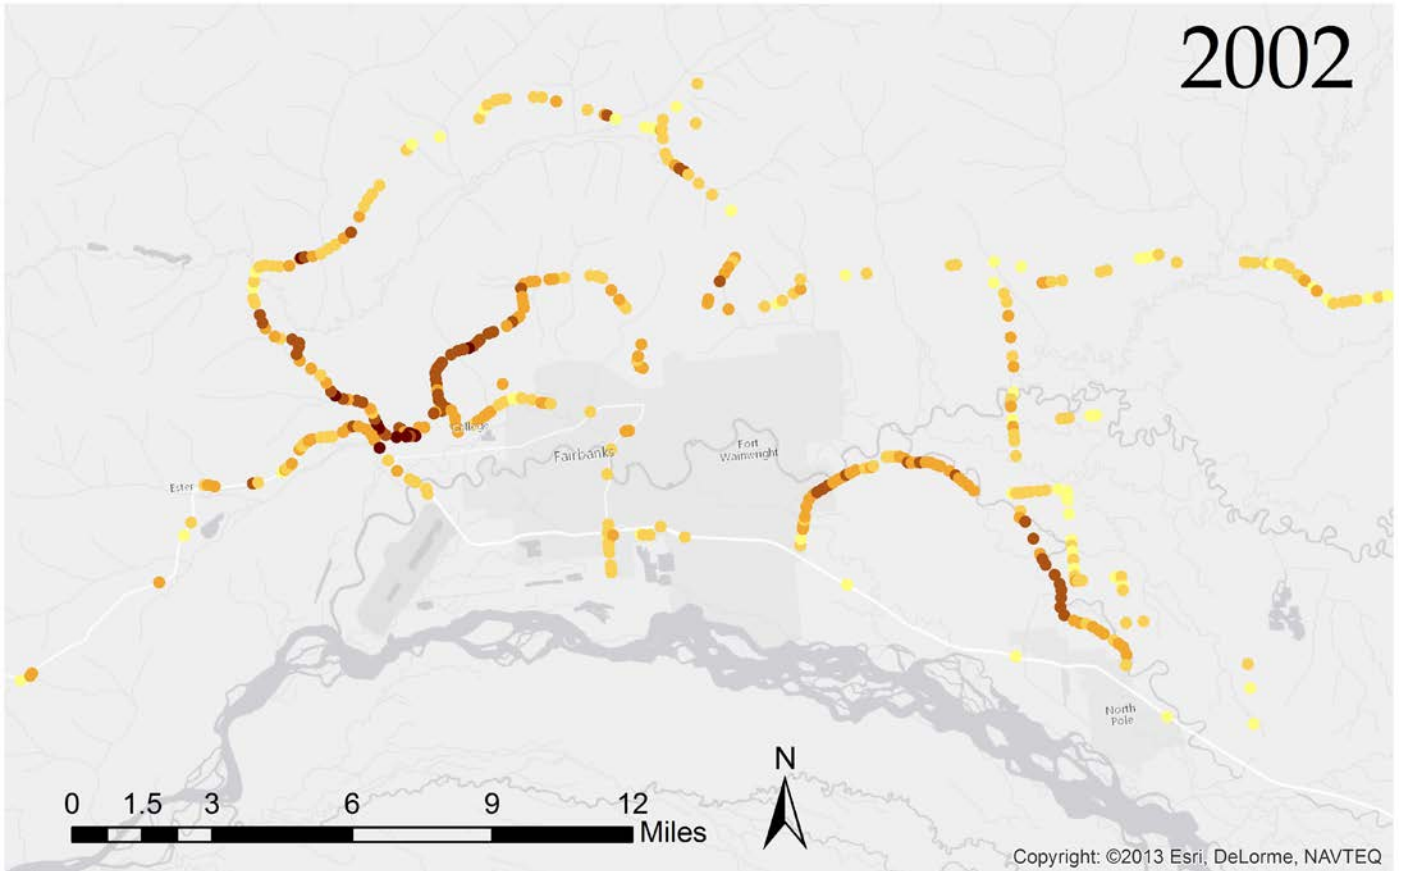 2002
College
Fairbanks
Fort
Wainwright
Ester
North
Pole
N
0 1.5 3 6 9 12
Miles
Copyright: ©2013 Esri, DeLorme, NAVTEQ